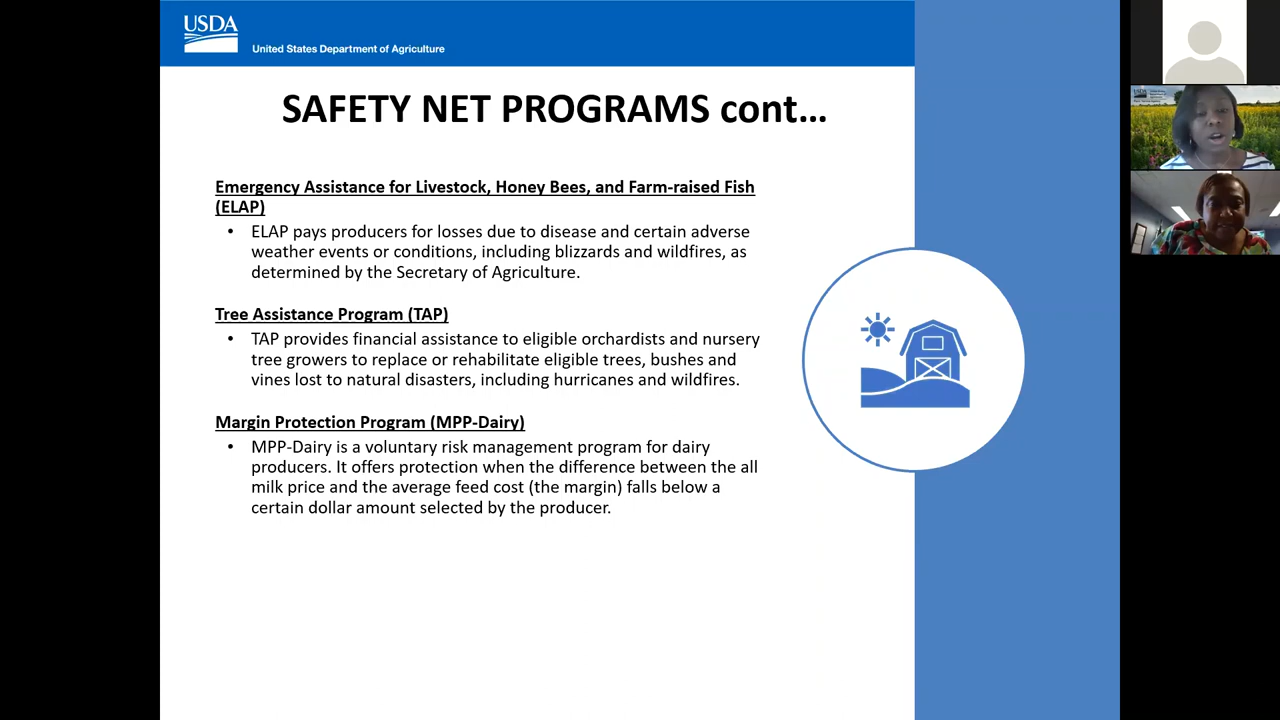 USDA
United States Department of Agriculture
SAFETY NET PROGRAMS cont…
Emergency Assistance for Livestock, Honey Bees, and Farm-raised Fish
(ELAP)
• ELAP pays producers for losses due to disease and certain adverse
weather events or conditions, including blizzards and wildfires, as
determined by the Secretary of Agriculture.
Tree Assistance Program (TAP)
• TAP provides financial assistance to eligible orchardists and nursery
tree growers to replace or rehabilitate eligible trees, bushes and
vines lost to natural disasters, including hurricanes and wildfires.
Margin Protection Program (MPP-Dairy)
• MPP-Dairy is a voluntary risk management program for dairy
producers. It offers protection when the difference between the all
milk price and the average feed cost (the margin) falls below a
certain dollar amount selected by the producer.
USDA